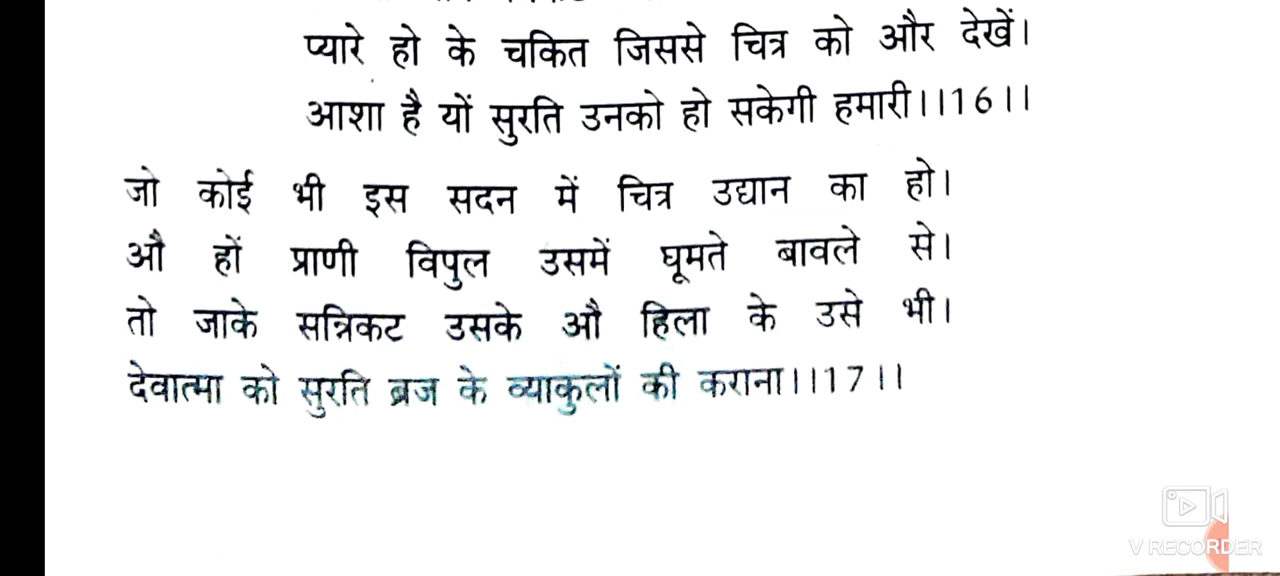 प्यारे हो के चकित जिससे चित्र को और देखें।
आशा है यों सुरति उनको हो सकेगी हमारी।।16।।
जो कोई भी इस सदन में चित्र उद्यान का हो।
औ हों प्राणी विपुल उसमें घूमते बावले से।
तो जाके सन्निकट उसके औ हिला के उसे भी।
देवात्मा को सुरति ब्रज के व्याकुलों की कराना।।17।।
V RECORDER